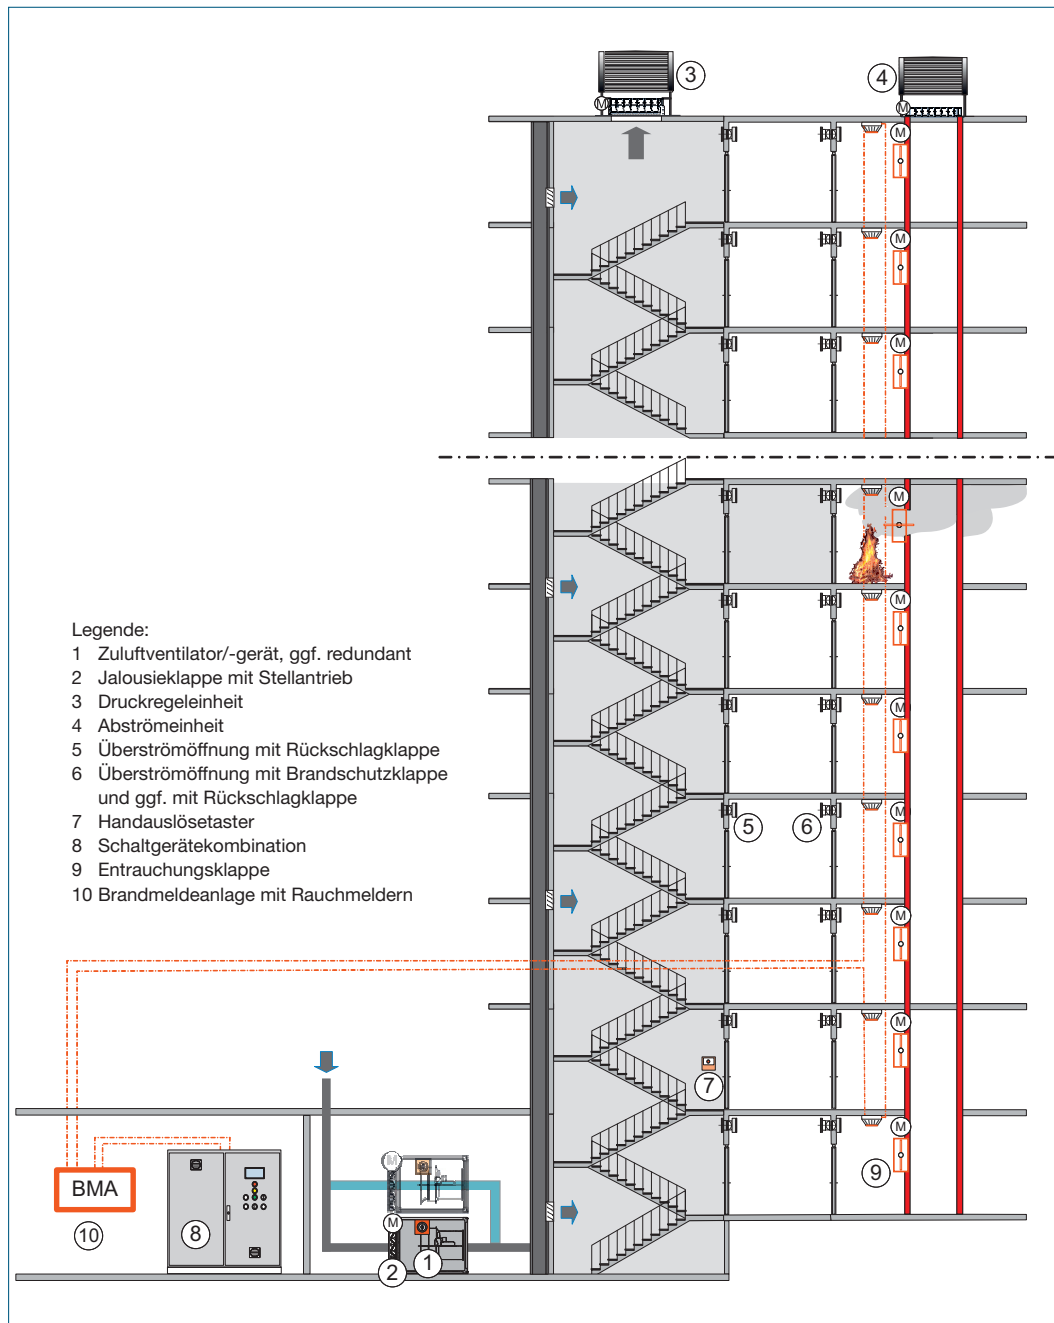 3
4
M
M
M
M
M
M
Legende:
1 Zuluftventilator/-gerät, ggf. redundant
2 Jalousieklappe mit Stellantrieb
3 Druckregeleinheit
4 Abströmeinheit
5 Überströmöffnung mit Rückschlagklappe
6 Überströmöffnung mit Brandschutzklappe
und ggf. mit Rückschlagklappe
7 Handauslösetaster
8 Schaltgerätekombination
9 Entrauchungsklappe
10 Brandmeldeanlage mit Rauchmeldern
M
M
M
5
6
M
M
M
7
M
9
BMA
10
8
M
M
1
2